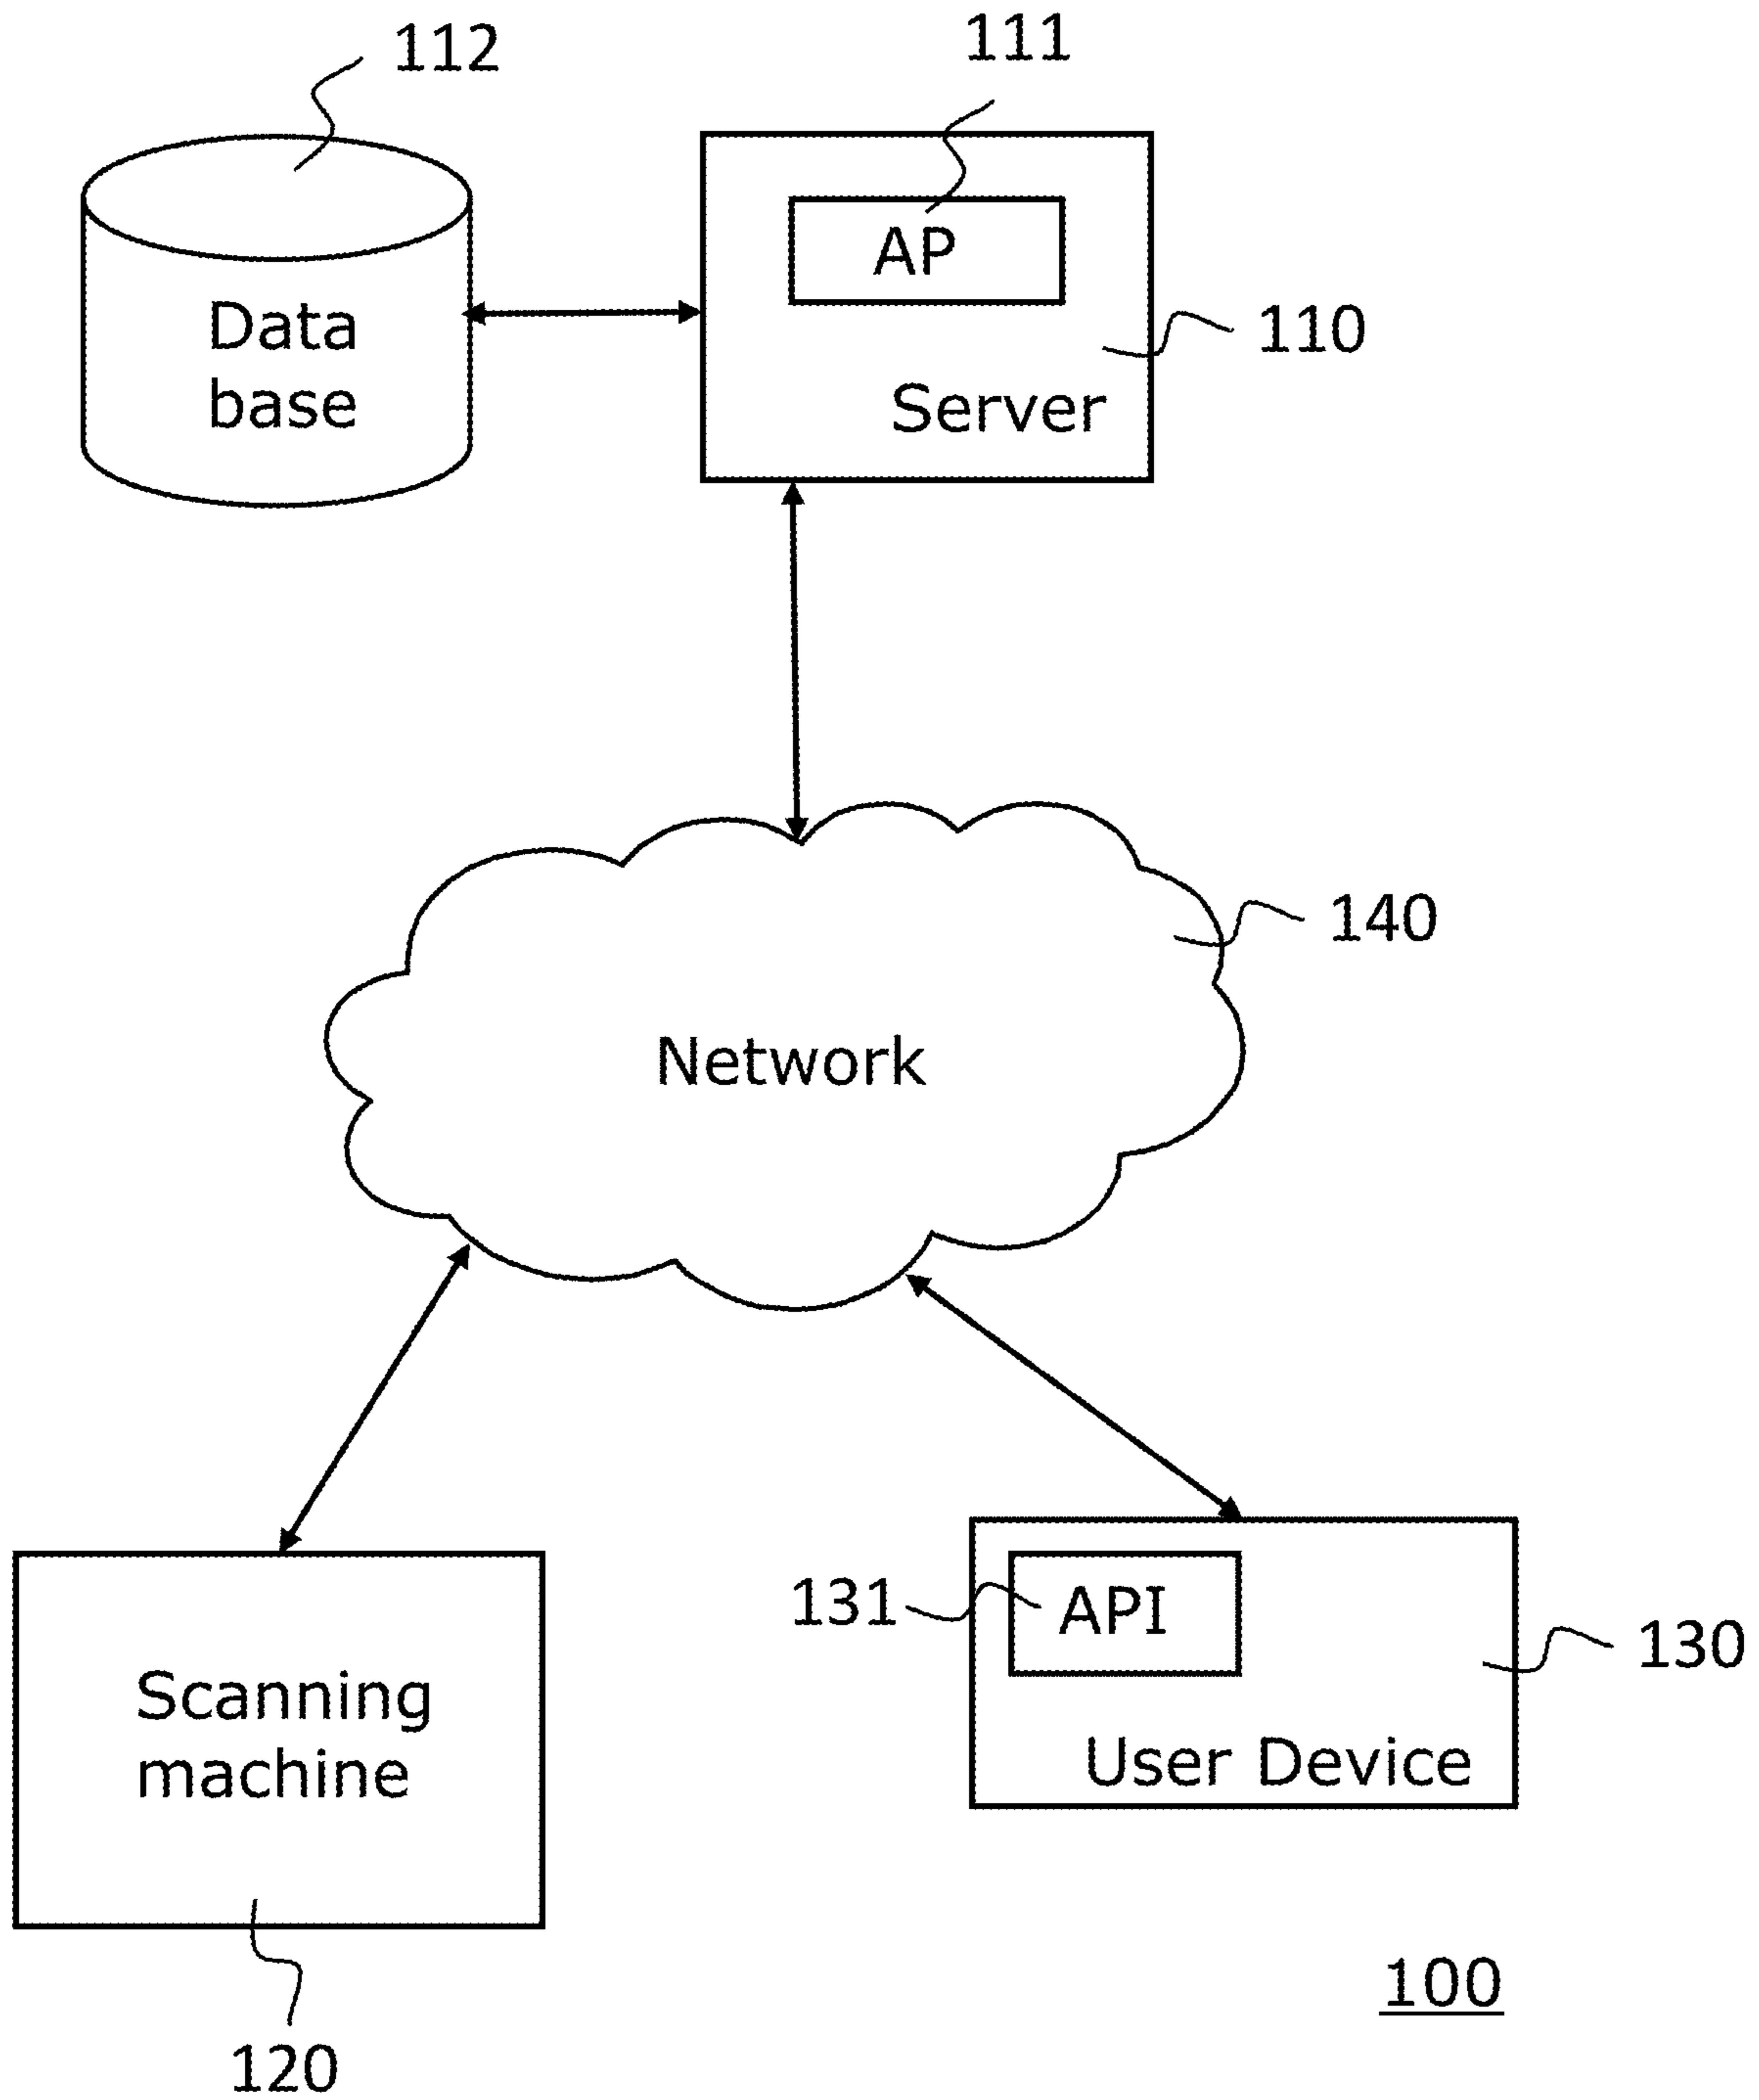 112
111
AP
Data
base
110
Server
140
Network
131
API
130
Scanning
machine
User Device
100
120